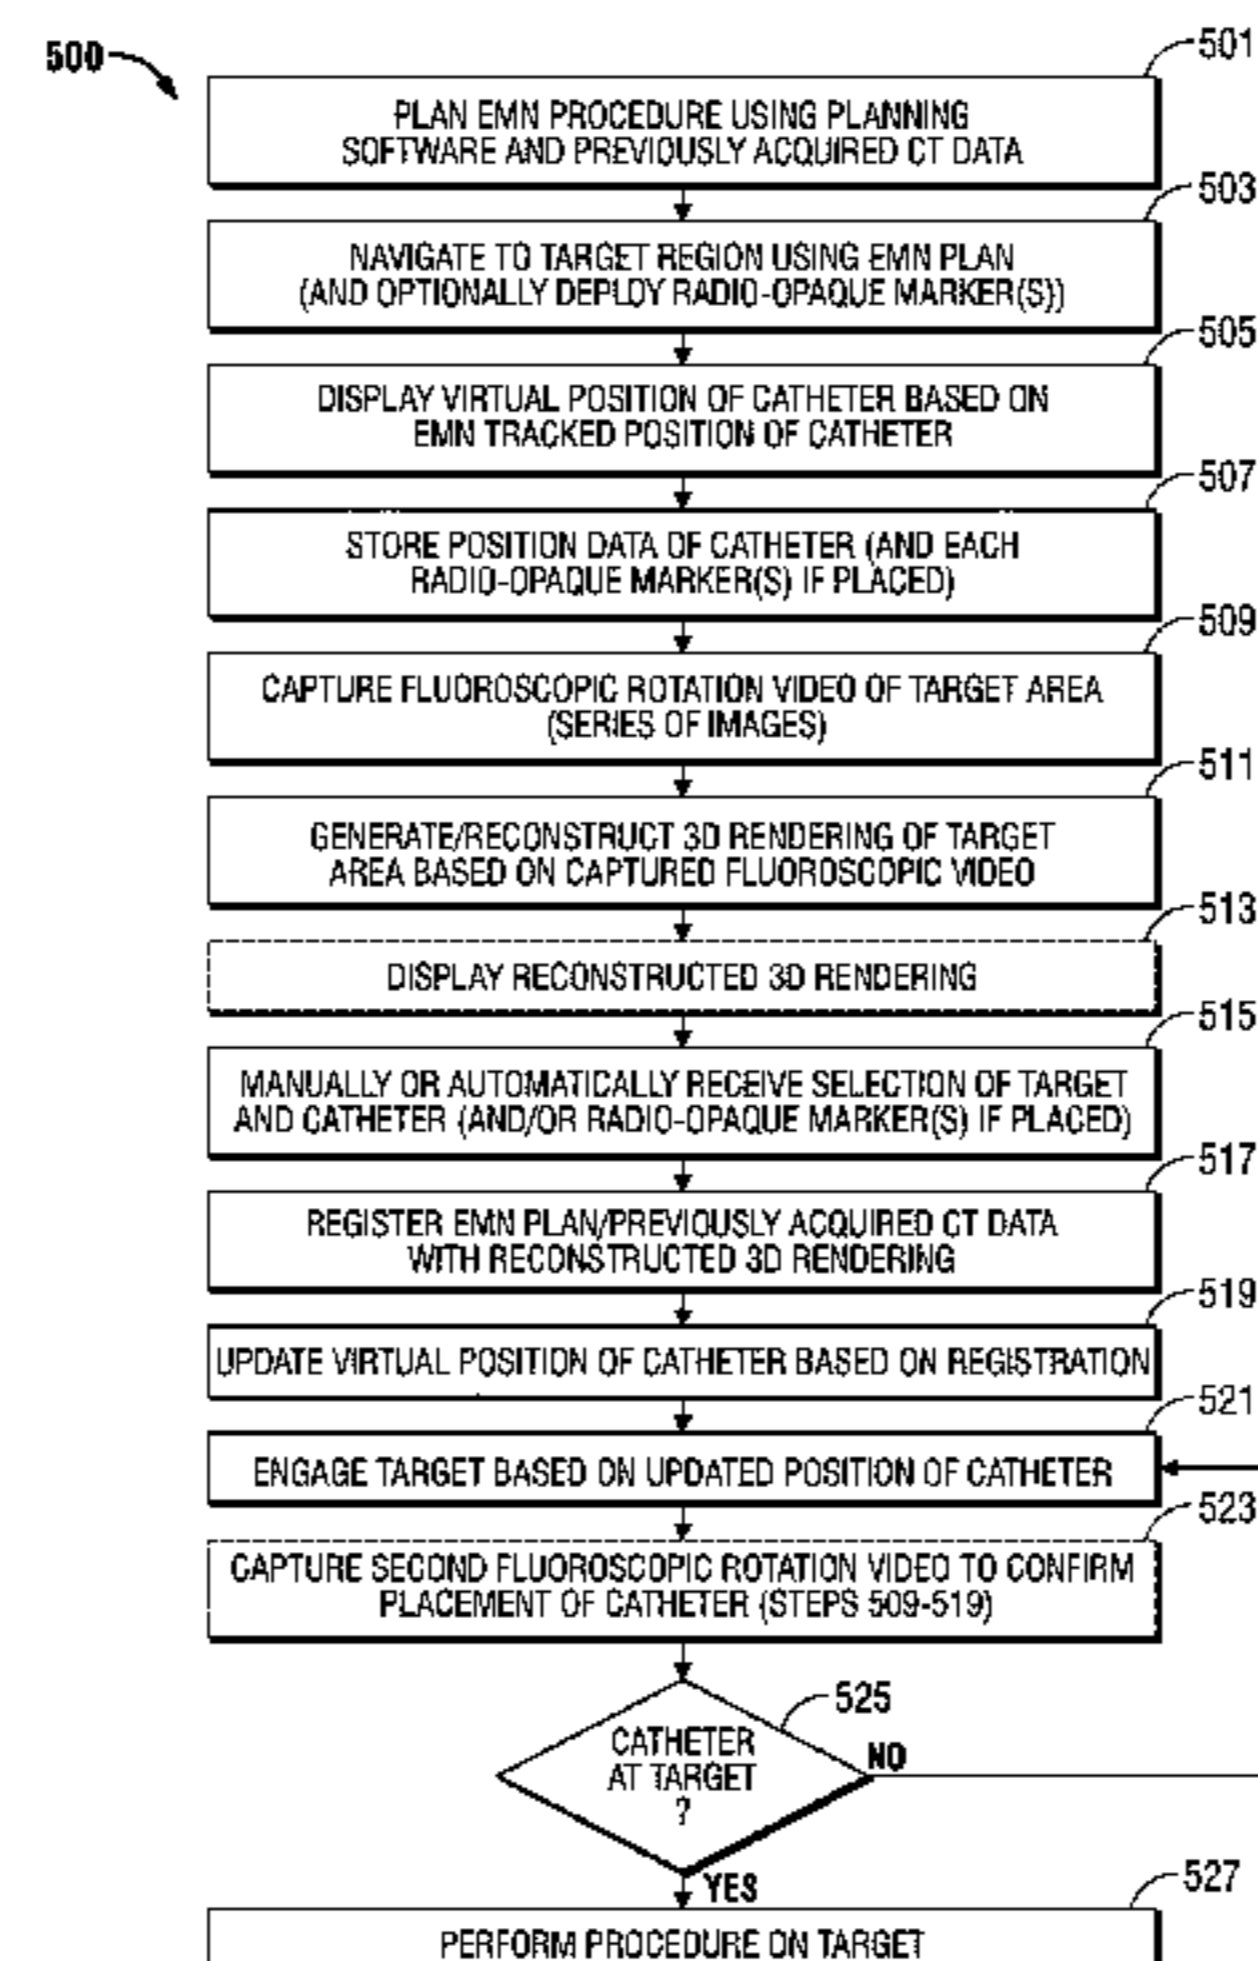 500
501
PLAN EMN PROCEDURE USING PLANNING
SOFTWARE AND PREVIOUSLY ACQUIRED CT DATA
503
NAVIGATE TO TARGET REGION USING EMN PLAN
(AND OPTIONALLY DEPLOY RADIO-OPAQUE MARKER(S))
505
DISPLAY VIRTUAL POSITION OF CATHETER BASED ON
EMN TRACKED POSITION OF CATHETER
507
STORE POSITION DATA OF CATHETER (AND EACH
RADIO-OPAQUE MARKER(S) IF PLACED)
509
CAPTURE FLUOROSCOPIC ROTATION VIDEO OF TARGET AREA
(SERIES OF IMAGES)
511
GENERATE/RECONSTRUCT 3D RENDERING OF TARGET
AREA BASED ON CAPTURED FLUOROSCOPIC VIDEO
513
DISPLAY RECONSTRUCTED 3D RENDERING
515
MANUALLY OR AUTOMATICALLY RECEIVE SELECTION OF TARGET
AND CATHETER (AND/OR RADIO-OPAQUE MARKER(S) IF PLACED)
517
REGISTER EMN PLAN/PREVIOUSLY ACQUIRED CT DATA
WITH RECONSTRUCTED 3D RENDERING
519
UPDATE VIRTUAL POSITION OF CATHETER BASED ON REGISTRATION
521
ENGAGE TARGET BASED ON UPDATED POSITION OF CATHETER
523
CAPTURE SECOND FLUOROSCOPIC ROTATION VIDEO TO CONFIRM
PLACEMENT OF CATHETER (STEPS 509-519)
525
CATHETER
AT TARGET
?
NO
YES
527
PERFORM PROCEDURE ON TARGET